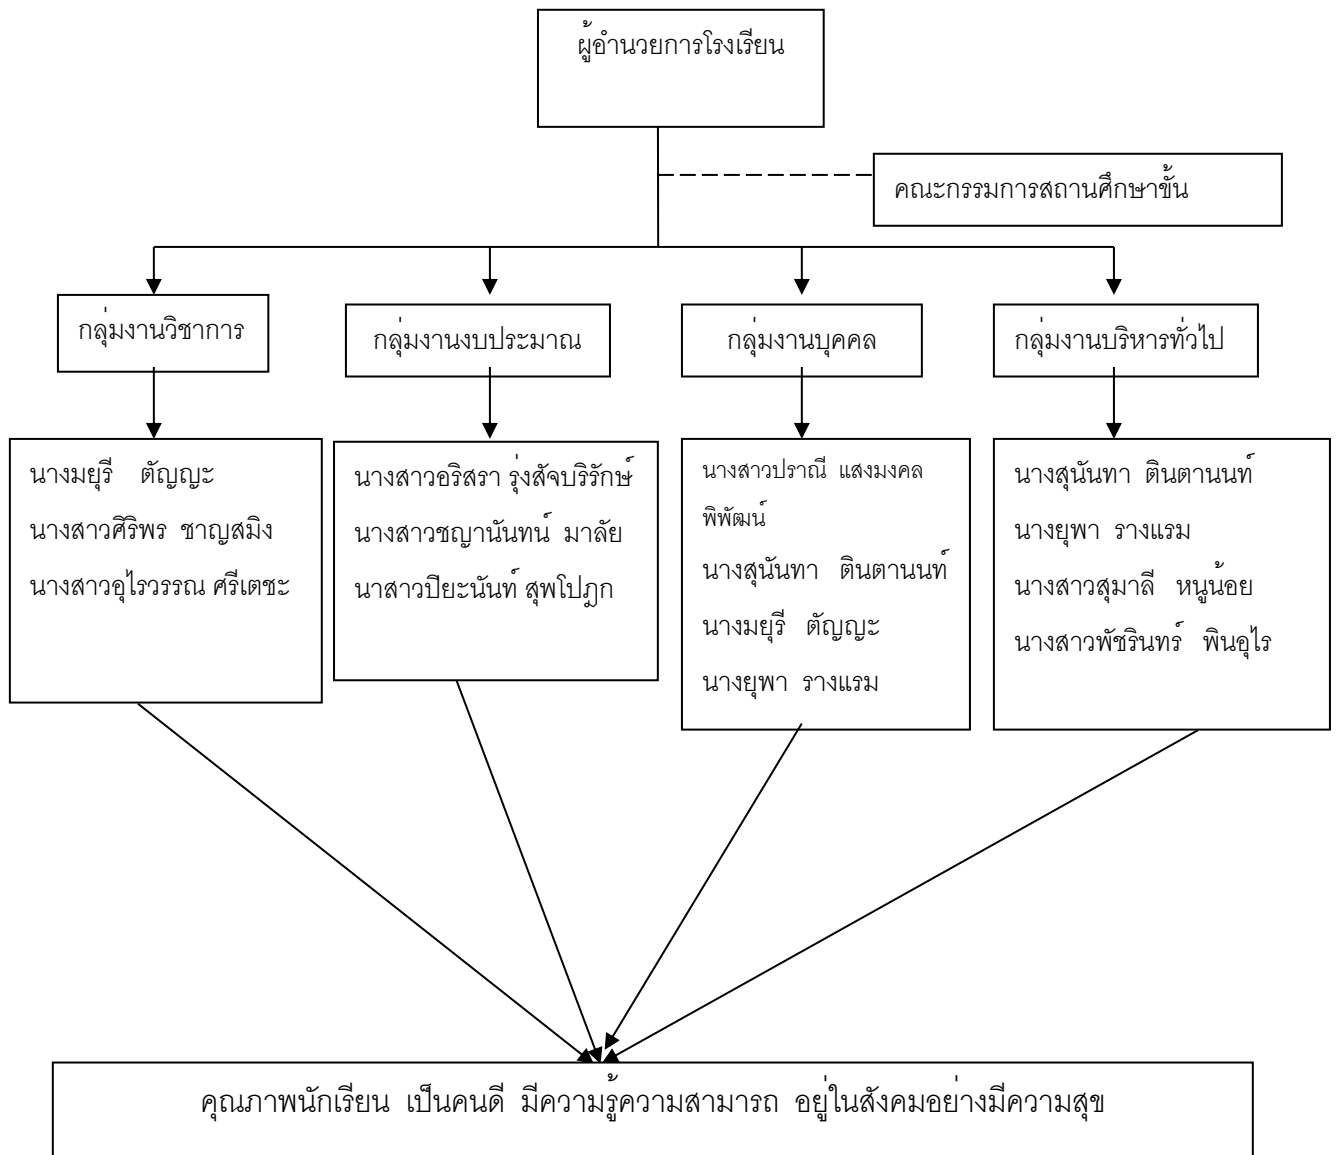 ผู้อำนวยการโรงเรียน
คณะกรรมการสถานศึกษาขั้น
กลุ่มงานวิชาการ
กลุ่มงานงบประมาณ
กลุ่มงานบุคคล
กลุ่มงานบริหารทั่วไป
นางมยุรี ตัญญะ
นางสาวศิริพร ชาญสมิง
นางสาวอุไรวรรณ ศรีเตชะ
นางสาวอริสรา รุ่งสัจบริรักษ์
นางสาวชญานันทน์ มาลัย
นาสาวปิยะนันท์ สุพโปฎก
นางสาวปราณี แสงมงคล
พิพัฒน์
นางสุนันทา ตินตานนท์
นางมยุรี ตัญญะ
นางยุพา รางแรม
นางสุนันทา ตินตานนท์
นางยุพา รางแรม
นางสาวสุมาลี หนูน้อย
นางสาวพัชรินทร์ พินอุไร
คุณภาพนักเรียน เป็นคนดี มีความรู้ความสามารถ อยู่ในสังคมอย่างมีความสุข